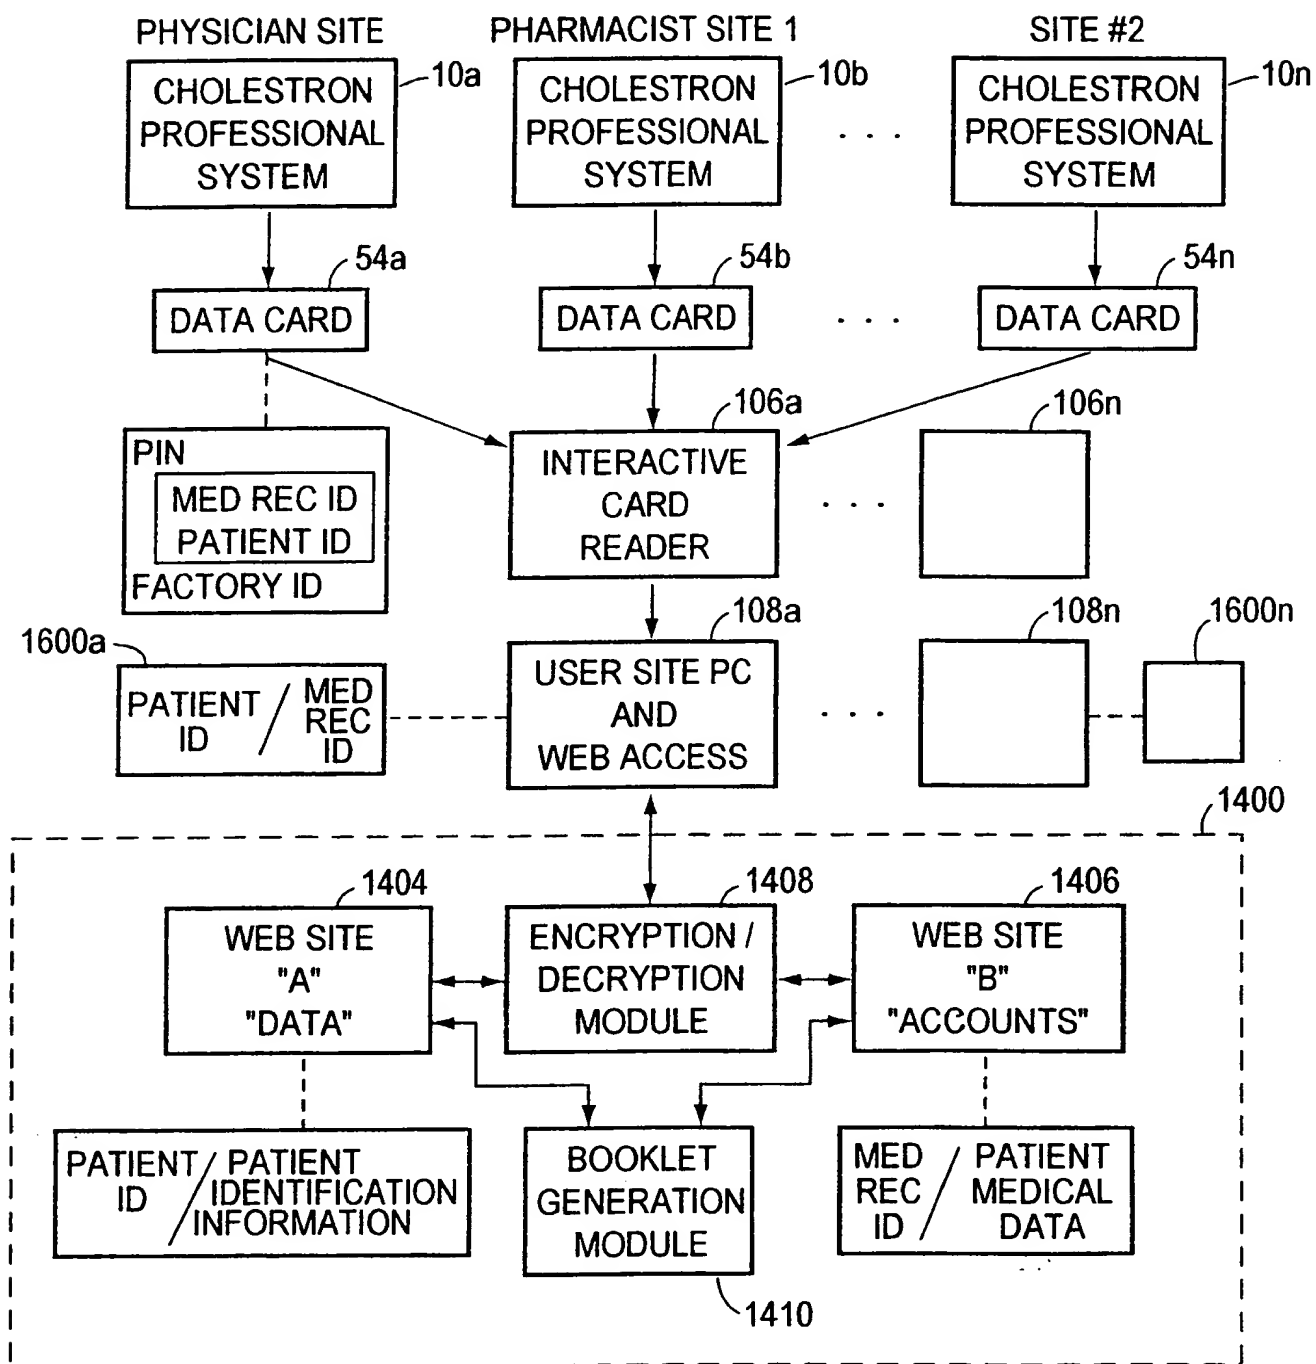 PHYSICIAN SITE
PHARMACIST SITE 1
SITE #2
CHOLESTRON
PROFESSIONAL
SYSTEM
10a
CHOLESTRON
PROFESSIONAL
SYSTEM
10b
. . .
CHOLESTRON
PROFESSIONAL
SYSTEM
10n
DATA CARD
54a
DATA CARD
54b
. . .
DATA CARD
54n
PIN
MED REC ID
PATIENT ID
FACTORY ID
INTERACTIVE
CARD
READER
106a
. . .
106n
1600a
PATIENT
ID
/
MED
REC
ID
USER SITE PC
AND
WEB ACCESS
108a
. . .
108n
1600n
1400
WEB SITE
"A"
"DATA"
1404
ENCRYPTION /
DECRYPTION
MODULE
1408
WEB SITE
"B"
"ACCOUNTS"
1406
PATIENT
ID
/
PATIENT
IDENTIFICATION
INFORMATION
BOOKLET
GENERATION
MODULE
1410
MED
REC
ID
/
PATIENT
MEDICAL
DATA